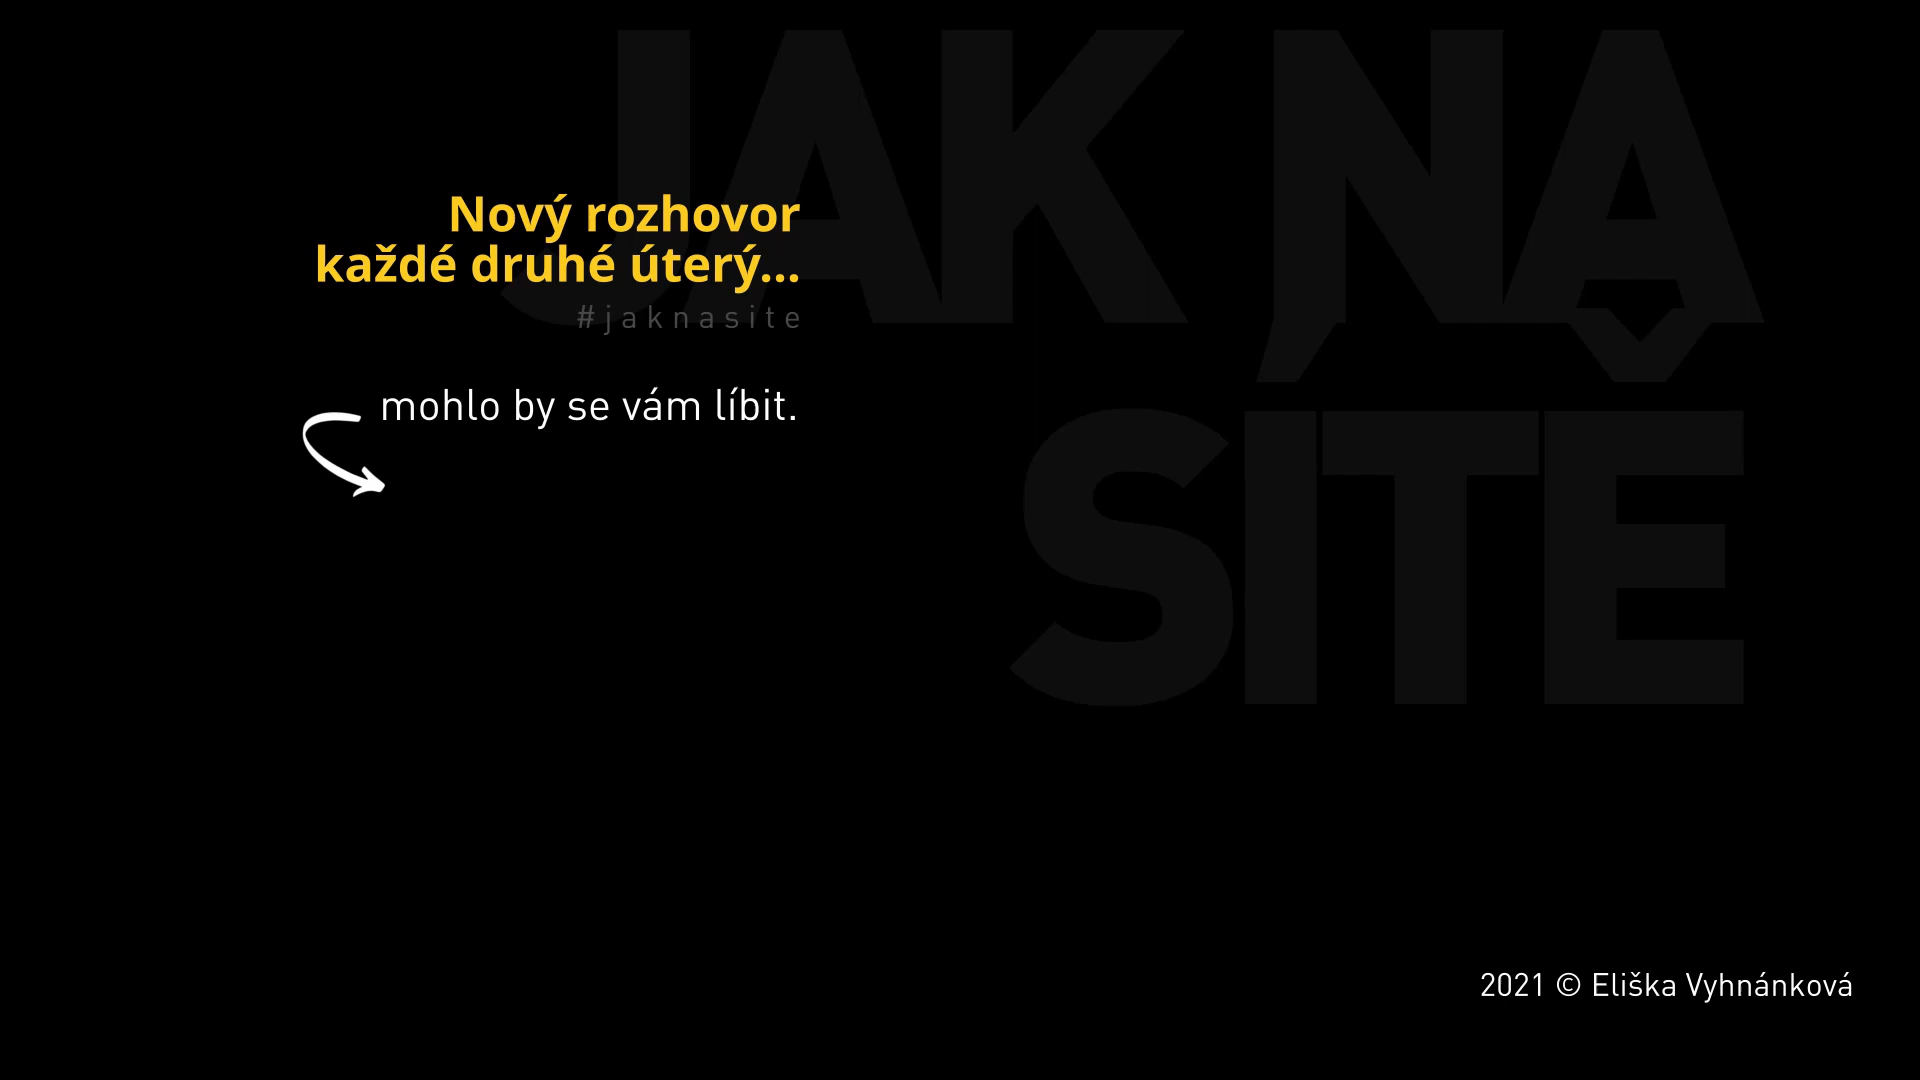 JAK NA
SÍTĚ
Nový rozhovor
každé druhé úterý...
#jaknasite
mohlo by se vám líbit.
2021 © Eliška Vyhnánková